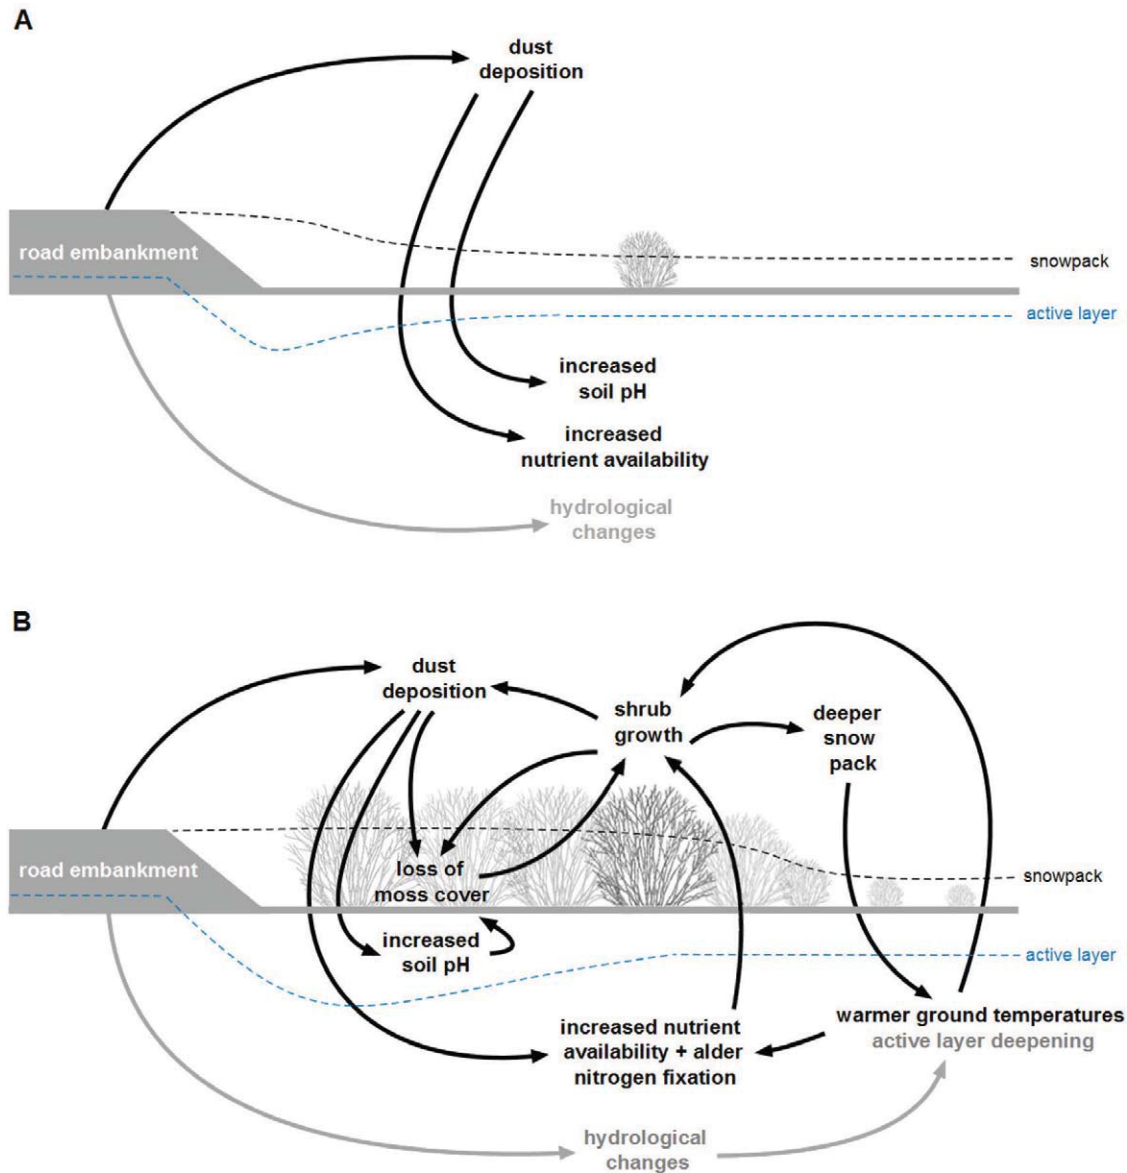 A
dust
deposition
road embankment
snowpack
active layer
increased
soil pH
increased
nutrient availability
hydrological
changes
B
dust
deposition
shrub
growth
deeper
snow
pack
road embankment
loss of
moss cover
snowpack
increased
soil pH
active layer
increased nutrient
availability + alder
nitrogen fixation
warmer ground temperatures
active layer deepening
hydrological
changes